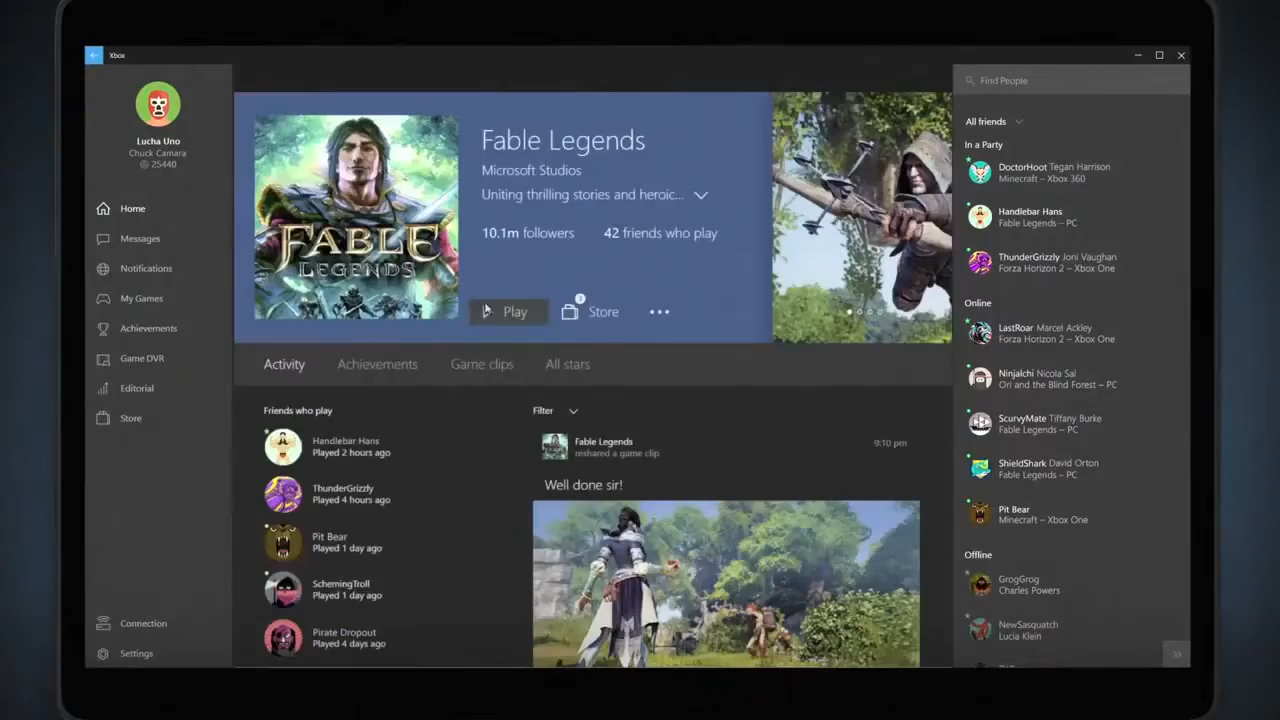 Xbox
Lucha Uno
Chuck Camara
25440
Home
Messages
Notifications
My Games
Achievements
Game DVR
Editorial
Store
Connection
Settings
FABLE
LEGENDS
Fable Legends
Microsoft Studios
Uniting thrilling stories and heroic...
10.1m followers 42 friends who play
Play Store
Activity Achievements Game clips All stars
Friends who play
Handlebar Hans
Played 2 hours ago
ThunderGrizzly
Played 4 hours ago
Pit Bear
Played 1 day ago
SchemingTroll
Played 1 day ago
Pirate Dropout
Played 4 days ago
Filter
Fable Legends
reshared a game clip
9:10 pm
Well done sir!
Find People
All friends
In a Party
DoctorHoot Tegan Harrison
Minecraft – Xbox 360
Handlebar Hans
Fable Legends – PC
ThunderGrizzly Joni Vaughan
Forza Horizon 2 – Xbox One
Online
LastRoar Marcel Ackley
Forza Horizon 2 – Xbox One
Ninjalchi Nicola Sal
Ori and the Blind Forest – PC
ScurvyMate Tiffany Burke
Fable Legends – PC
ShieldShark David Orton
Fable Legends – PC
Pit Bear
Minecraft – Xbox One
Offline
GrogGrog
Charles Powers
NewSasquatch
Lucia Klein